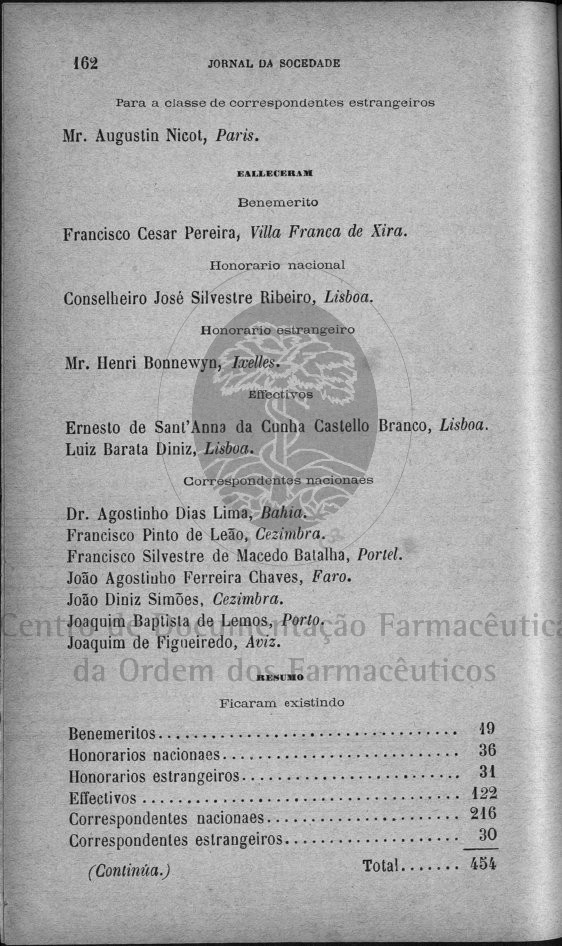 162
JORNAL DA SOCEDADE
Para a classe de correspondentes estrangeiros
Mr. Augustin Nicot, Paris.
EALLECERAM
Benemerito
Francisco Cesar Pereira, Villa Franca de Xira.
Honorario nacional
Conselheiro José Silvestre Ribeiro, Lisboa.
Honorario estrangeiro
Mr. Henri Bonnewyn, Ixelles.
Effectivos
Ernesto de Sant'Anna da Cunha Castello Branco, Lisboa.
Luiz Barata Diniz, Lisboa.
Correspondentes nacionaes
Dr. Agostinho Dias Lima, Bahia.
Francisco Pinto de Leão, Cezimbra.
Francisco Silvestre de Macedo Batalha, Portel.
João Agostinho Ferreira Chaves, Faro.
João Diniz Simões, Cezimbra.
Joaquim Baptista de Lemos, Porto.
Centro de Documentação Farmacêutica
Joaquim de Figueiredo, Aviz.
da Ordem dos Farmacêuticos
RESUMO
Ficaram existindo
Benemeritos.................................. 19
Honorarios nacionaes........................... 36
Honorarios estrangeiros......................... 31
Effectivos .................................... 122
Correspondentes nacionaes...................... 216
Correspondentes estrangeiros.................... 30
(Continúa.) Total....... 454